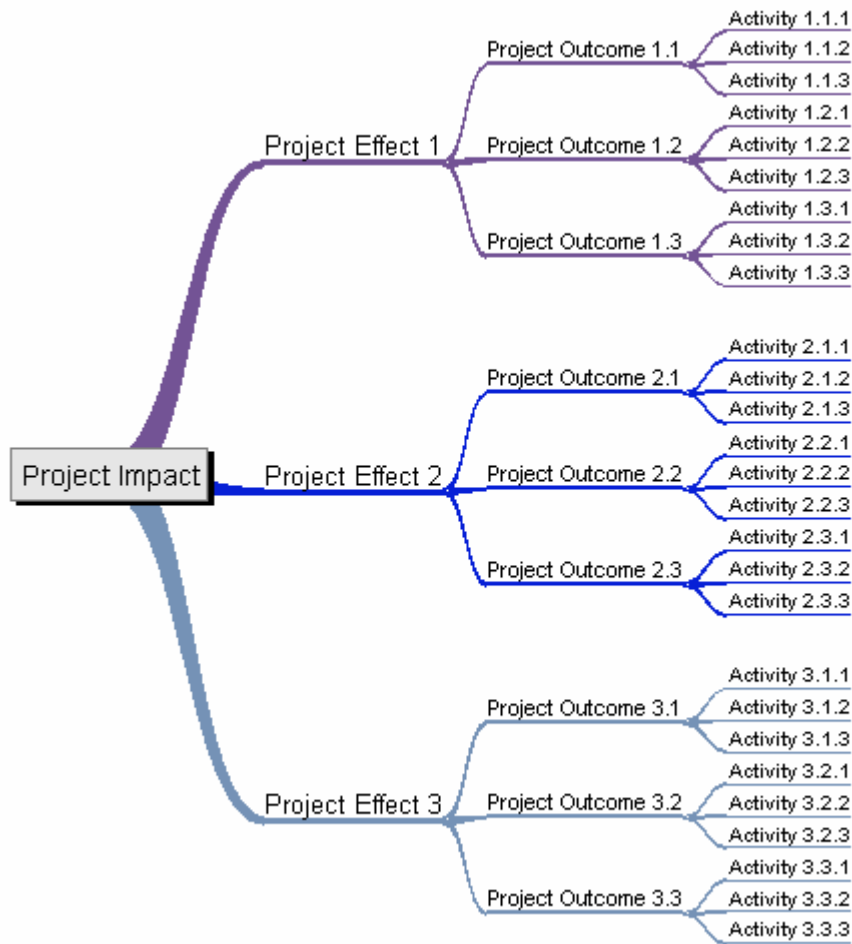 Project Impact
Project Effect 1
Project Outcome 1.1
Activity 1.1.1
Activity 1.1.2
Activity 1.1.3
Project Outcome 1.2
Activity 1.2.1
Activity 1.2.2
Activity 1.2.3
Project Outcome 1.3
Activity 1.3.1
Activity 1.3.2
Activity 1.3.3
Project Effect 2
Project Outcome 2.1
Activity 2.1.1
Activity 2.1.2
Activity 2.1.3
Project Outcome 2.2
Activity 2.2.1
Activity 2.2.2
Activity 2.2.3
Project Outcome 2.3
Activity 2.3.1
Activity 2.3.2
Activity 2.3.3
Project Effect 3
Project Outcome 3.1
Activity 3.1.1
Activity 3.1.2
Activity 3.1.3
Project Outcome 3.2
Activity 3.2.1
Activity 3.2.2
Activity 3.2.3
Project Outcome 3.3
Activity 3.3.1
Activity 3.3.2
Activity 3.3.3